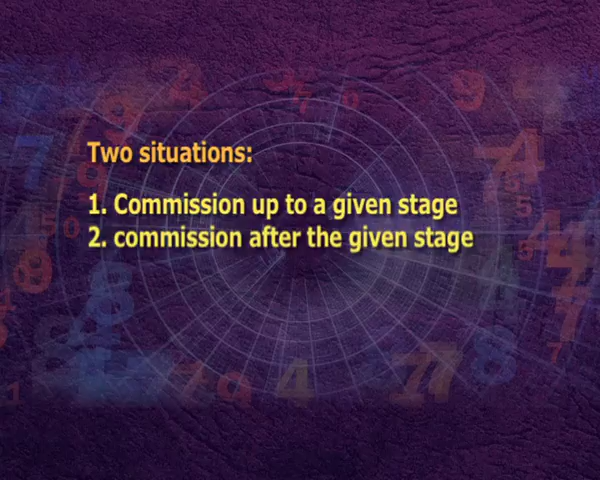 Two situations:
1. Commission up to a given stage
2. commission after the given stage